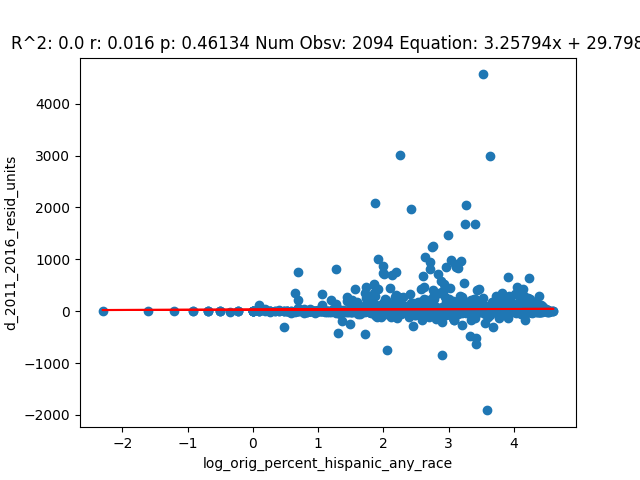 R^2: 0.0 r: 0.016 p: 0.46134 Num Obsv: 2094 Equation: 3.25794x + 29.798
4000
3000
2000
1000
0
−1000
−2000
d_2011_2016_resid_units
−2 −1 0 1 2 3 4
log_orig_percent_hispanic_any_race